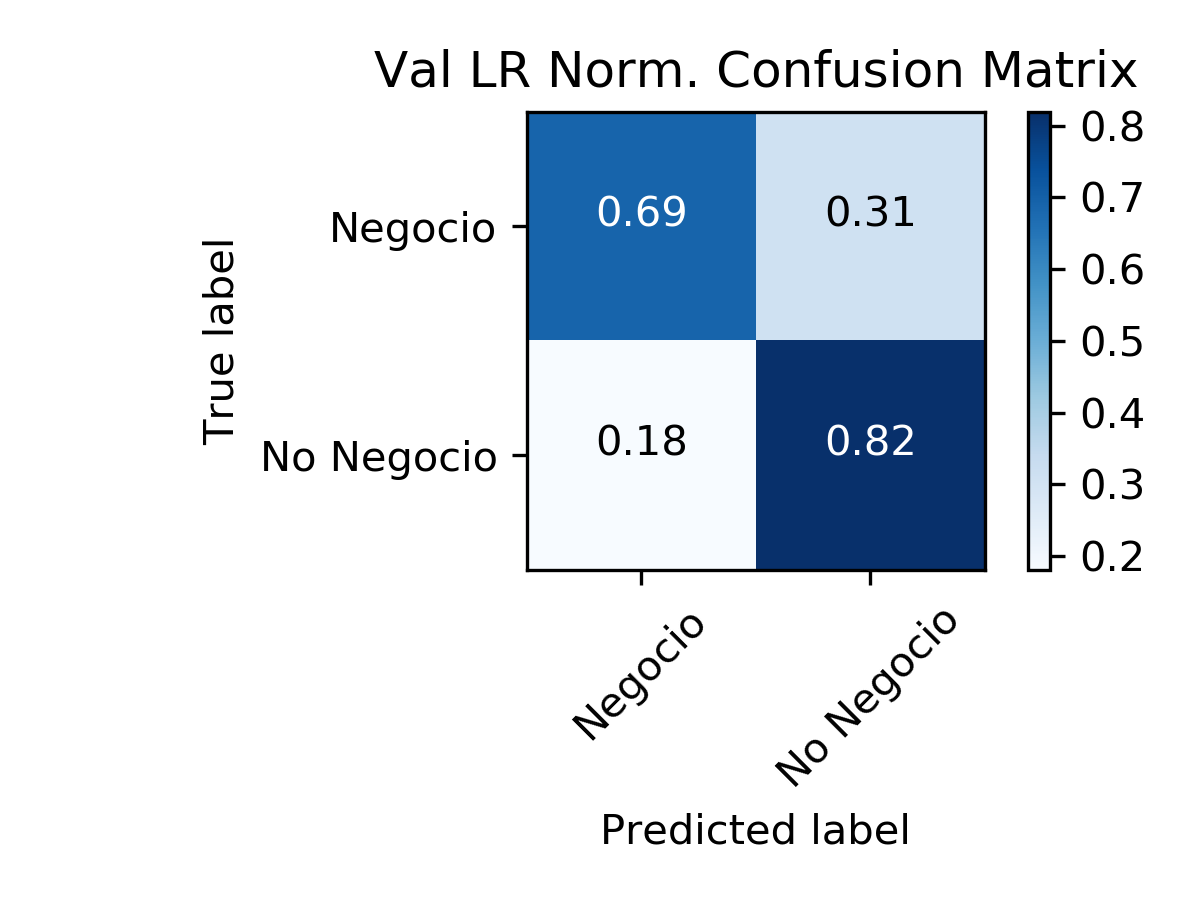 Val LR Norm. Confusion Matrix
True label
Negocio
No Negocio
0.69 0.31
0.18 0.82
0.8
0.7
0.6
0.5
0.4
0.3
0.2
Negocio
No Negocio
Predicted label